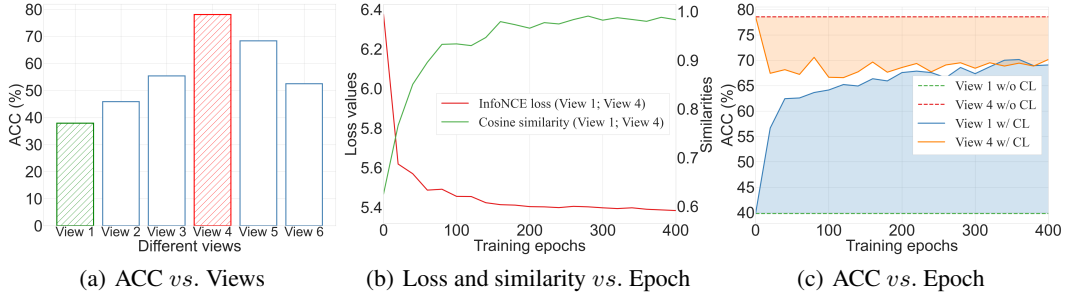 80
70
60
50
40
30
20
10
0
ACC (%)
View 1 View 2 View 3 View 4 View 5 View 6
Different views
(a) ACC vs. Views
6.4
6.2
6.0
5.8
5.6
5.4
Loss values
InfoNCE loss (View 1; View 4)
Cosine similarity (View 1; View 4)
1.0
0.9
0.8
0.7
0.6
Similarities
0 100 200 300 400
Training epochs
(b) Loss and similarity vs. Epoch
80
75
70
65
60
55
50
45
40
ACC (%)
View 1 w/o CL
View 4 w/o CL
View 1 w/ CL
View 4 w/ CL
0 100 200 300 400
Training epochs
(c) ACC vs. Epoch